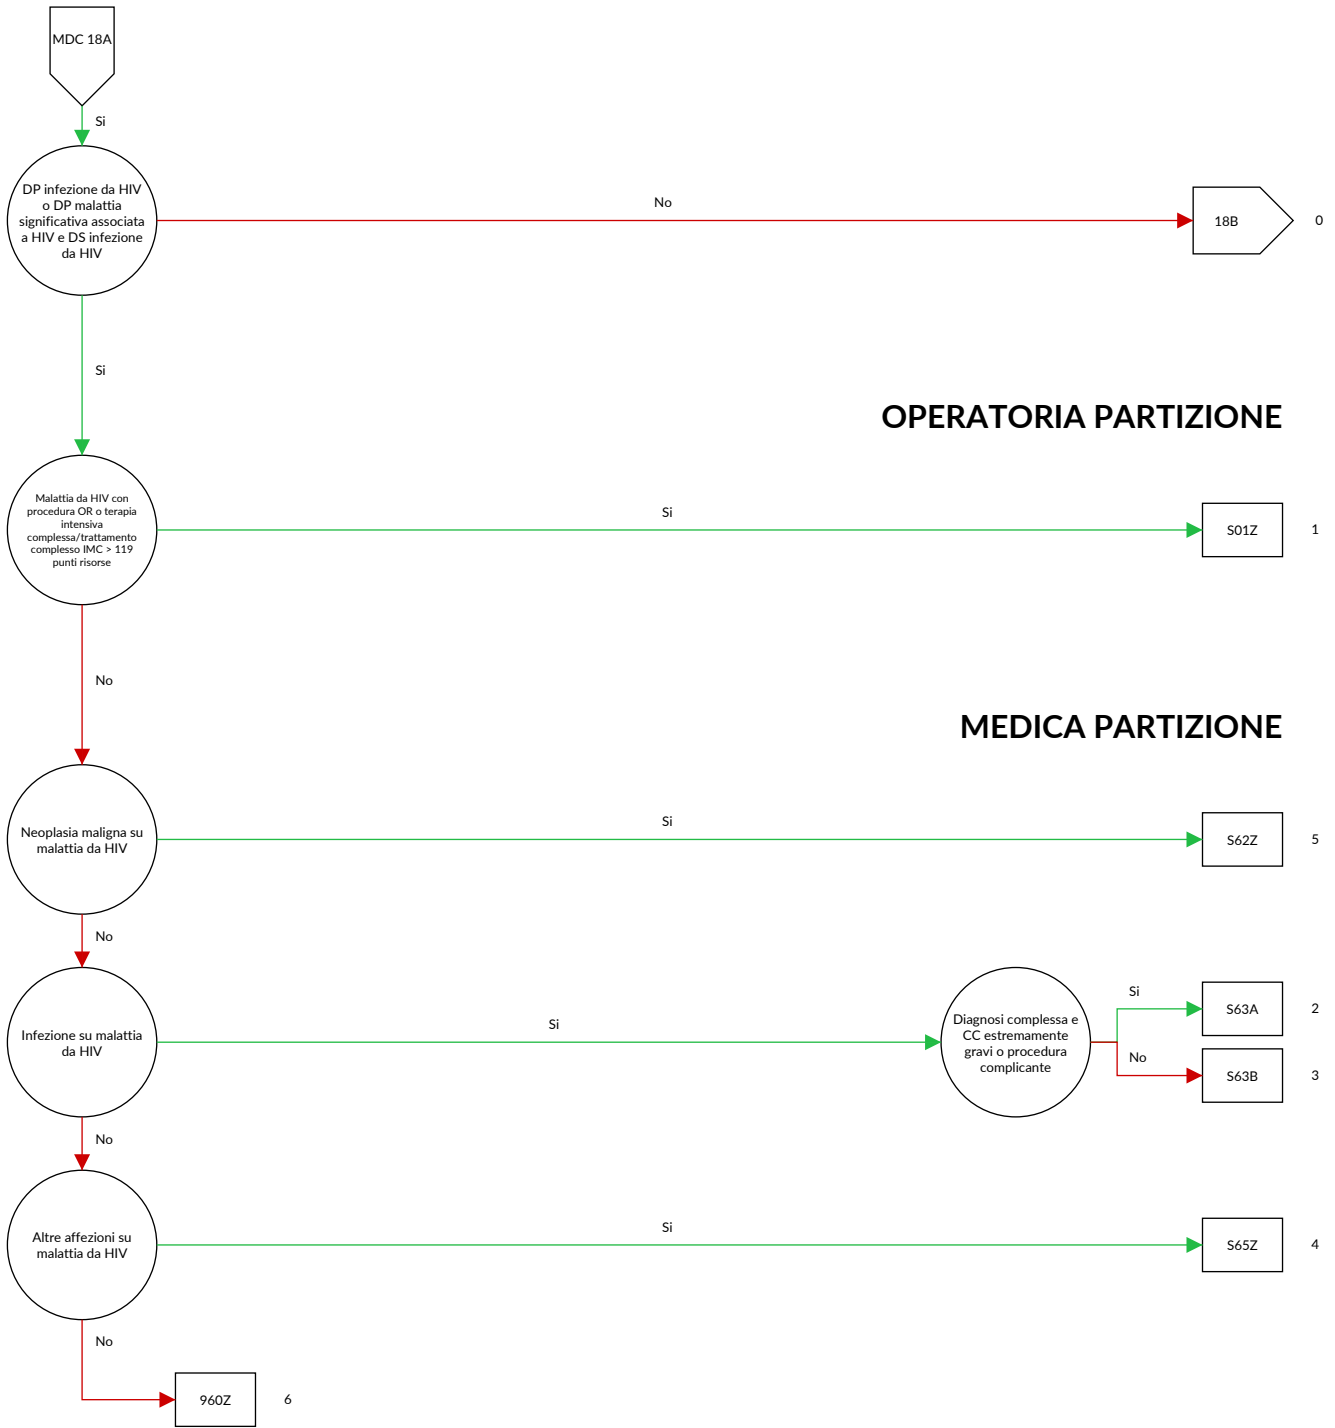 MDC 18A
Si
DP infezione da HIV
o DP malattia
significativa associata
a HIV e DS infezione
da HIV
No
18B
0
Si
OPERATORIA PARTIZIONE
Malattia da HIV con
procedura OR o terapia
intensiva
complessa/trattamento
complesso IMC > 119
punti risorse
Si
S01Z
1
No
MEDICA PARTIZIONE
Neoplasia maligna su
malattia da HIV
Si
S62Z
5
No
Infezione su malattia
da HIV
Si
Diagnosi complessa e
CC estremamente
gravi o procedura
complicante
Si
S63A
2
No
S63B
3
No
Altre affezioni su
malattia da HIV
Si
S65Z
4
No
960Z
6